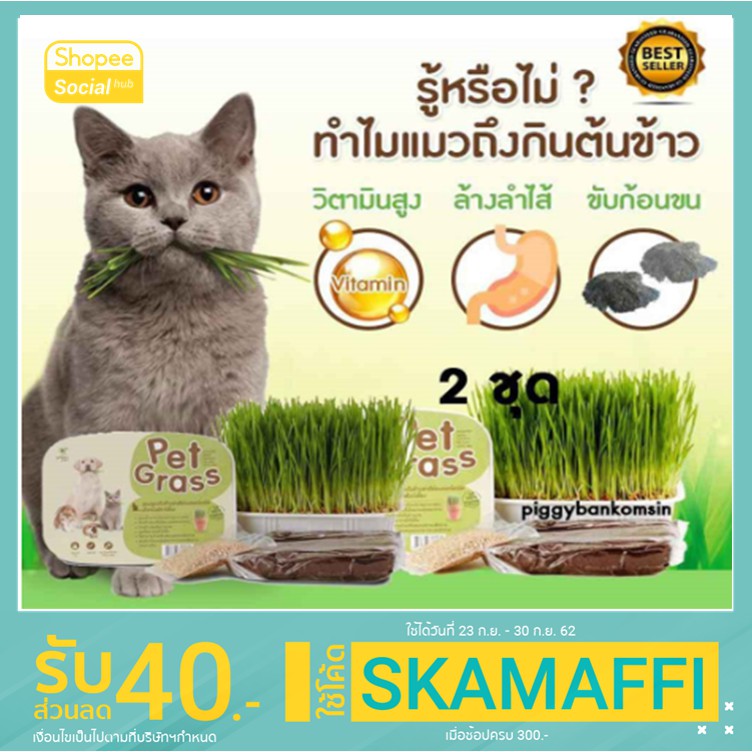 Shopee
Social hub
BEST
SELLER
รู้หรือไม่ ?
ทำไมแมวถึงกินต้นข้าว
วิตามินสูง ล้างลำไส้ ขับก้อนขน
Vitamin
2 ชุด
Pet
Grass
et
rass
piggybankomsin
รับส่วนลด 40.-
เงื่อนไขเป็นไปตามที่บริษัทฯกำหนด
ใช้โค้ด
ใช้ได้วันที่ 23 ก.ย. - 30 ก.ย. 62
SKAMAFFI
เมื่อช้อปครบ 300.-